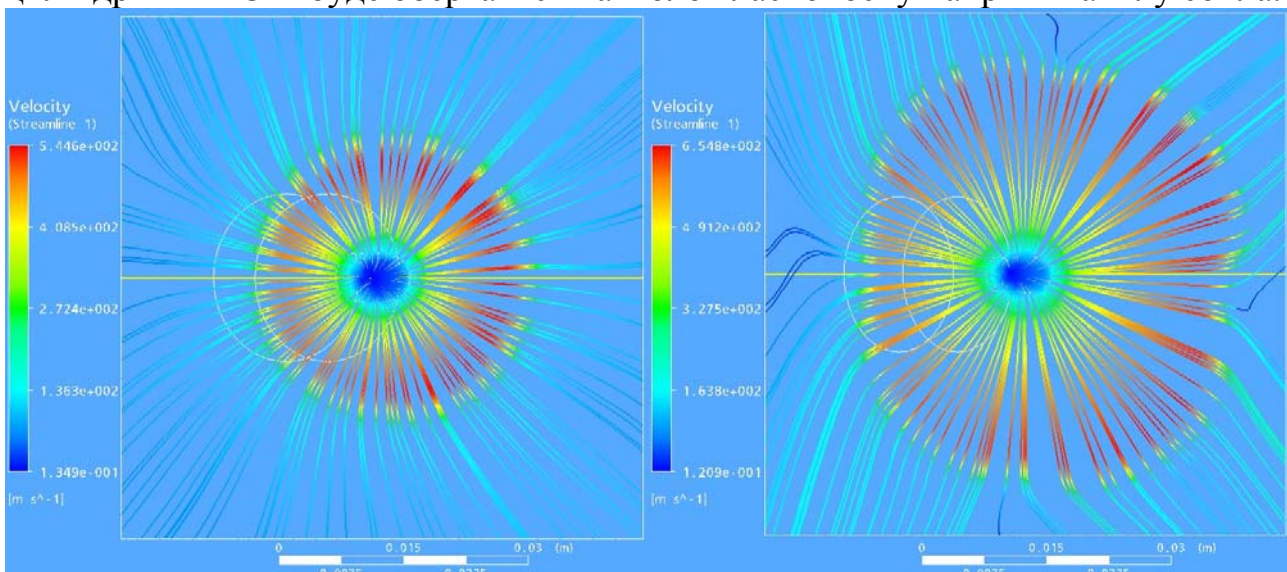 Velocity
(Streamline 1)
5.446e+002
4.085e+002
2.724e+002
1.363e+002
1.349e-001
[m s^-1]
0 0.015 0.03 (m)
Velocity
(Streamline 1)
6.548e+002
4.912e+002
3.275e+002
1.638e+002
1.209e-001
[m s^-1]
0 0.015 0.03 (m)